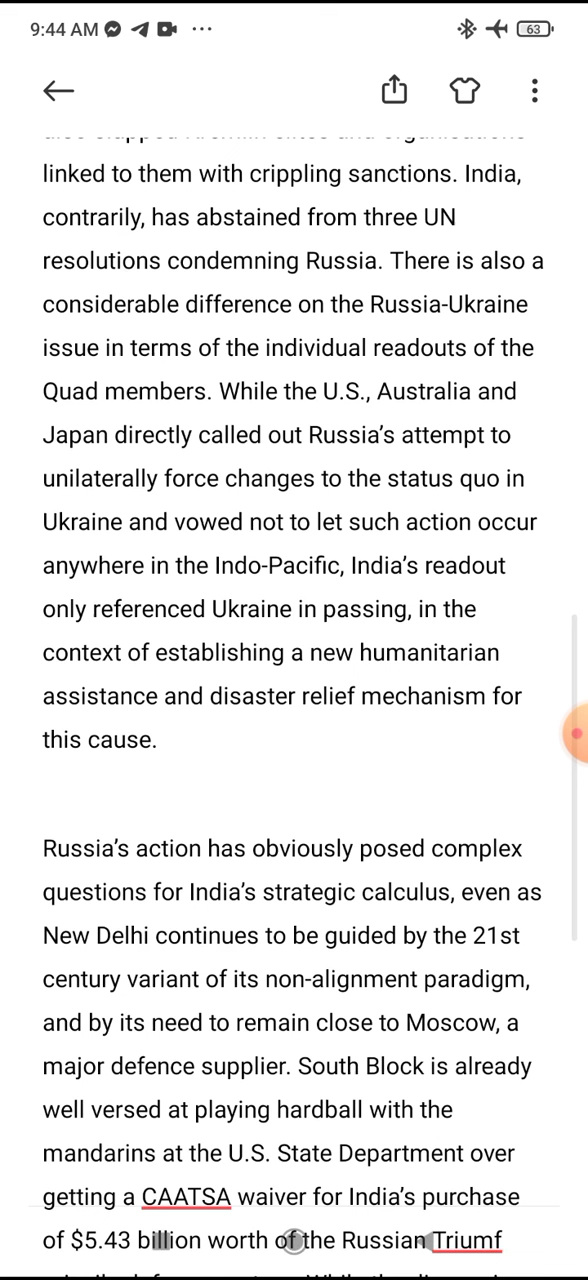 9:44 AM
63
linked to them with crippling sanctions. India,
contrarily, has abstained from three UN
resolutions condemning Russia. There is also a
considerable difference on the Russia-Ukraine
issue in terms of the individual readouts of the
Quad members. While the U.S., Australia and
Japan directly called out Russia’s attempt to
unilaterally force changes to the status quo in
Ukraine and vowed not to let such action occur
anywhere in the Indo-Pacific, India’s readout
only referenced Ukraine in passing, in the
context of establishing a new humanitarian
assistance and disaster relief mechanism for
this cause.
Russia’s action has obviously posed complex
questions for India’s strategic calculus, even as
New Delhi continues to be guided by the 21st
century variant of its non-alignment paradigm,
and by its need to remain close to Moscow, a
major defence supplier. South Block is already
well versed at playing hardball with the
mandarins at the U.S. State Department over
getting a CAATSA waiver for India’s purchase
of $5.43 billion worth of the Russian Triumf